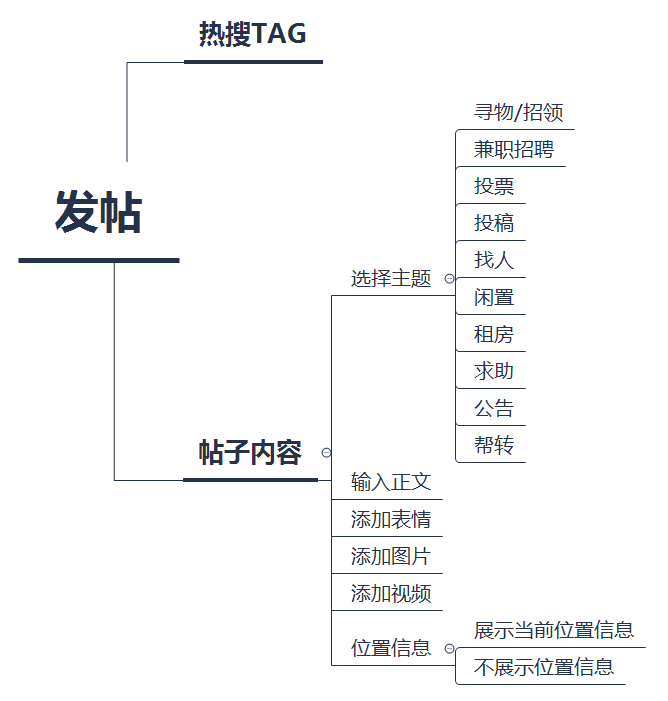 热搜TAG
发帖
帖子内容
选择主题
寻物/招领
兼职招聘
投票
投稿
找人
闲置
租房
求助
公告
帮转
输入正文
添加表情
添加图片
添加视频
位置信息
展示当前位置信息
不展示位置信息